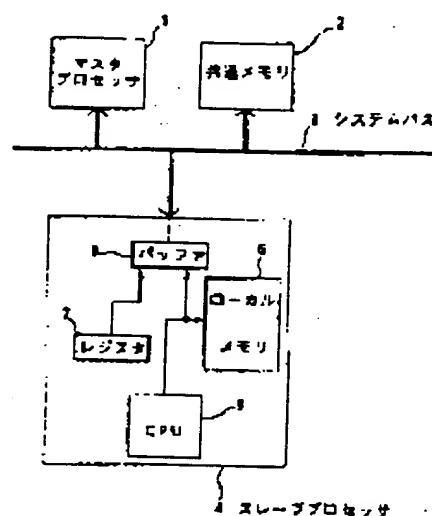 1
マスタ
プロセッサ
2
共通メモリ
システムバス
バッファ
6
ローカル
メモリ
7
レジスタ
5
CPU
4 スレーブプロセッサ